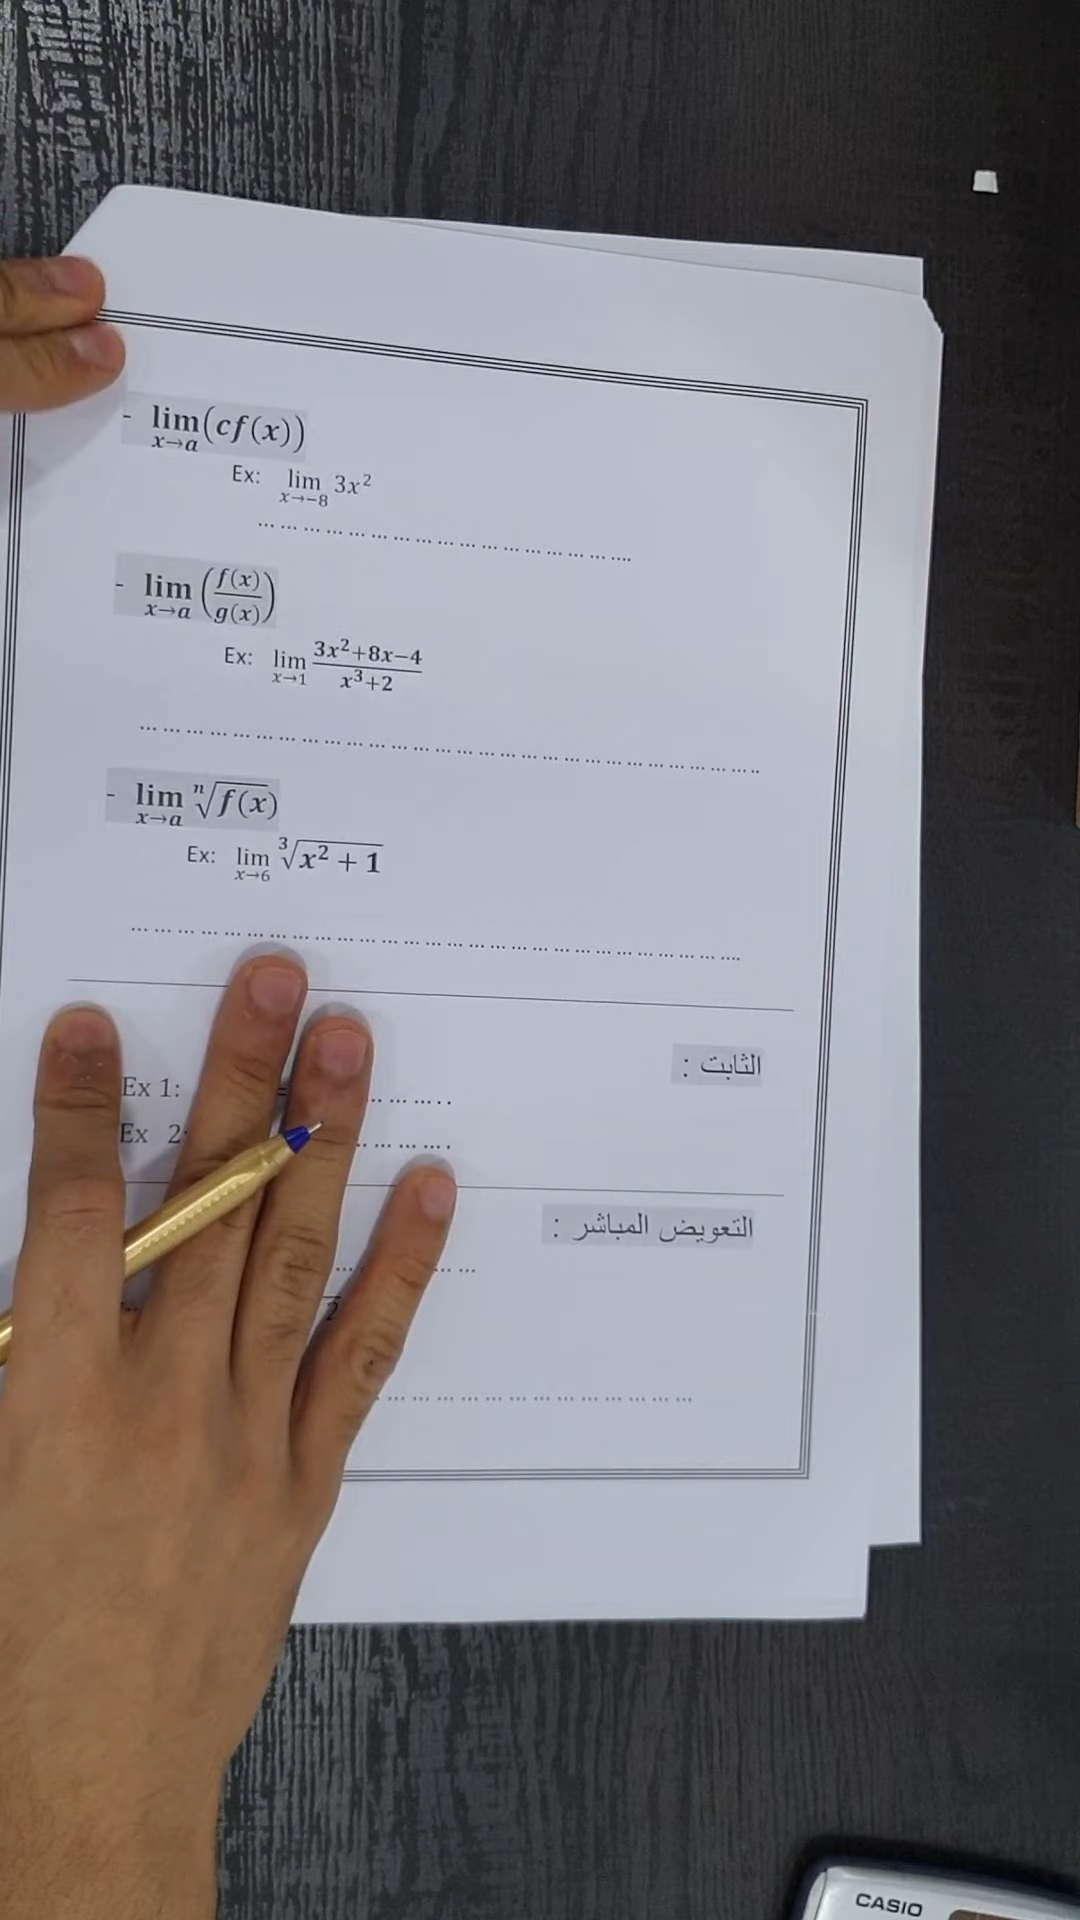 - lim x→a (cf(x))
Ex: lim x→−8 3x²
… … … … … … … … … … … … … … … … ….
- lim x→a (f(x)/g(x))
Ex: lim x→1 (3x²+8x−4)/(x³+2)
… … … … … … … … … … … … … … … … … … … … … … … … … … ..
- lim x→a ⁿ√f(x)
Ex: lim x→6 ³√(x² + 1)
… … … … … … … … … … … … … … … … … … … … … … … … … … ….
الثابت :
Ex 1: = … … … . .
Ex 2: … … … .
التعويض المباشر :
… … …
2
… … … … … … … … … … … … …
CASIO